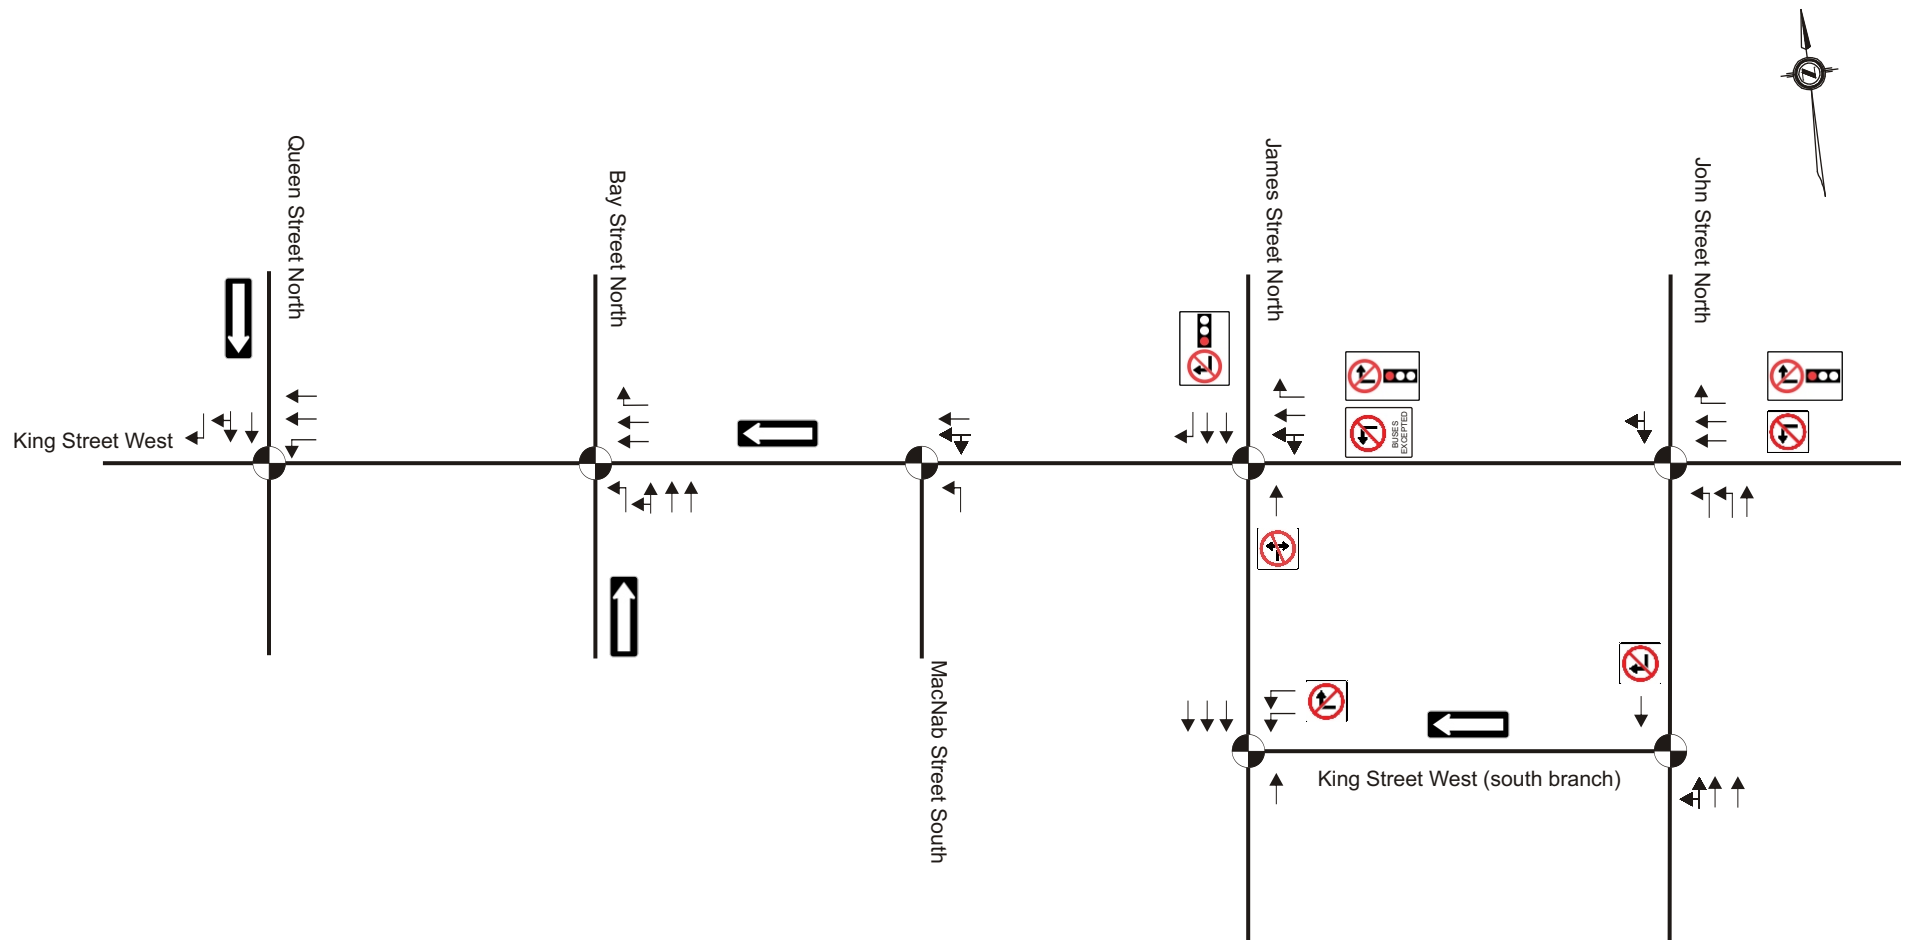 Queen Street North
Bay Street North
James Street North
John Street North
King Street West
BUSES
EXCEPTED
MacNab Street South
King Street West (south branch)
N